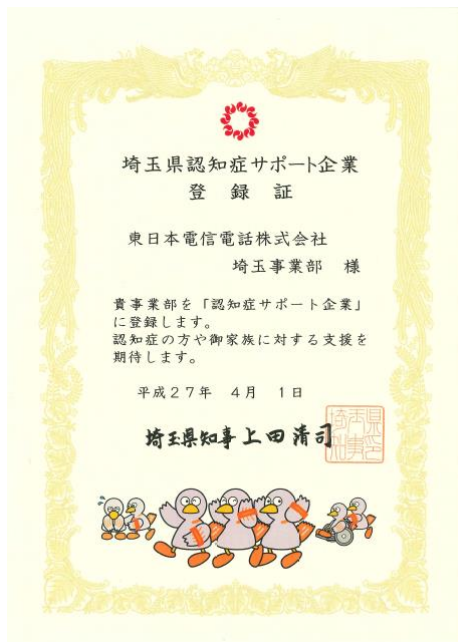 埼玉県認知症サポート企業
登 録 証
東日本電信電話株式会社
埼玉事業部 様
貴事業部を「認知症サポート企業」
に登録します。
認知症の方や御家族に対する支援を
期待します。
平成27年 4月 1日
埼玉県知事 上田清司